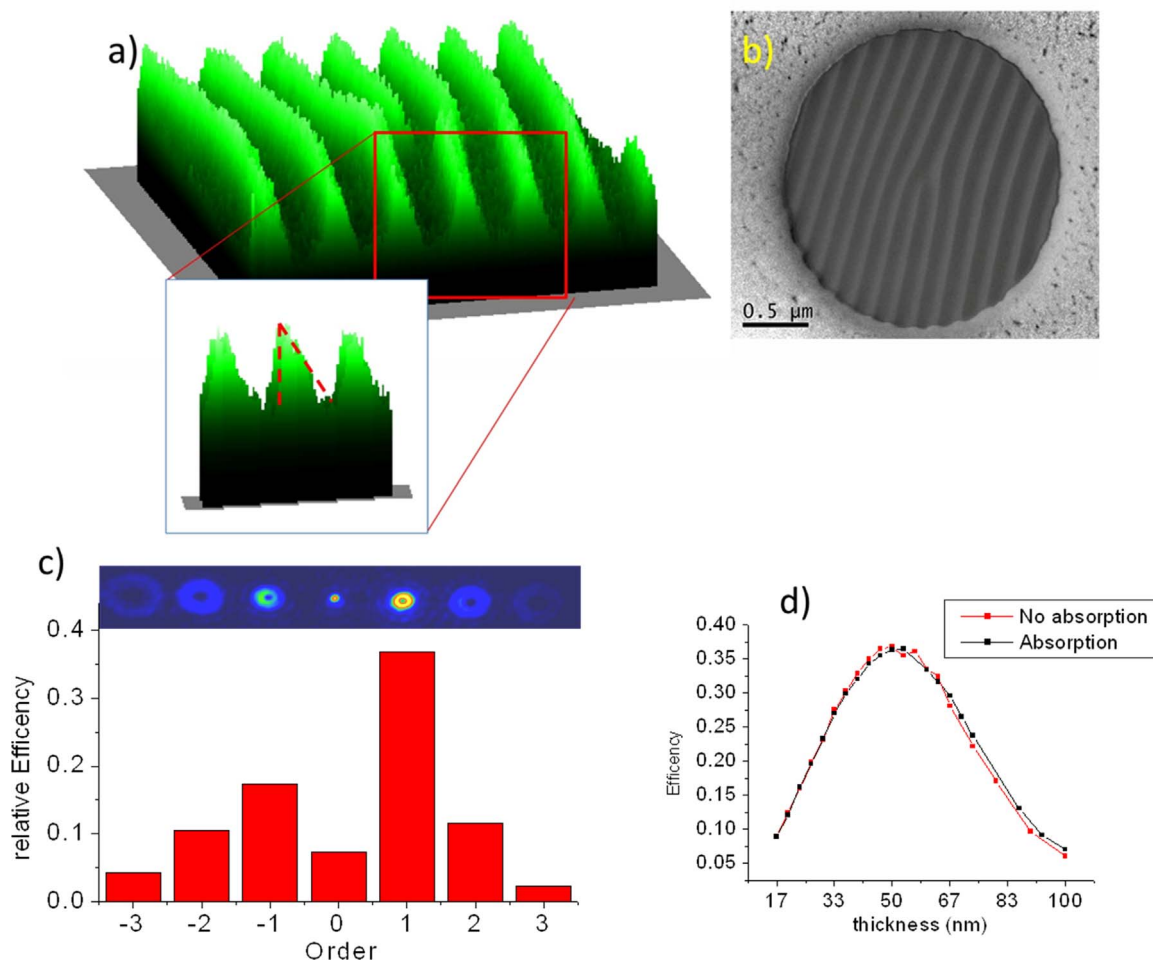 a)
b)
0.5 µm
c)
0.4
0.3
0.2
0.1
0.0
relative Efficency
-3 -2 -1 0 1 2 3
Order
d)
No absorption
Absorption
0.40
0.35
0.30
0.25
0.20
0.15
0.10
0.05
Efficency
17 33 50 67 83 100
thickness (nm)